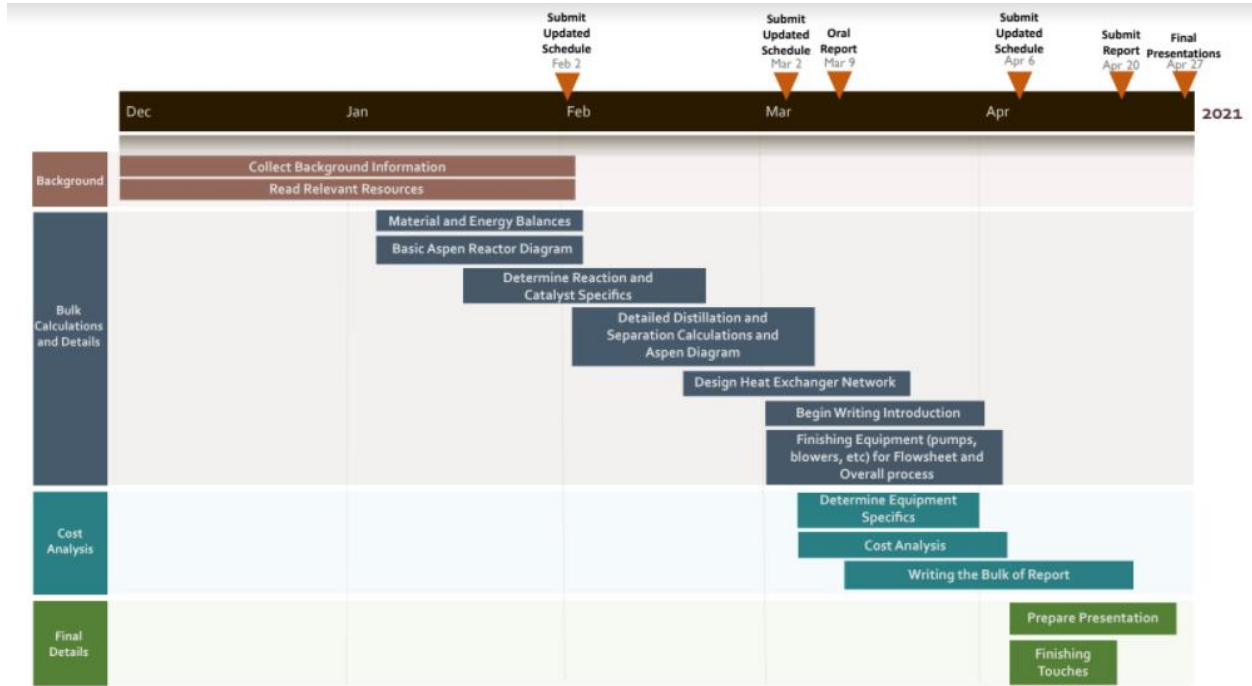 Submit
Updated
Schedule
Feb 2
Submit
Updated
Schedule
Mar 2
Oral
Report
Mar 9
Submit
Updated
Schedule
Apr 6
Submit
Report
Apr 20
Final
Presentations
Apr 27
Dec
Jan
Feb
Mar
Apr
2021
Background
Collect Background Information
Read Relevant Resources
Bulk
Calculations
and Details
Material and Energy Balances
Basic Aspen Reactor Diagram
Determine Reaction and
Catalyst Specifics
Detailed Distillation and
Separation Calculations and
Aspen Diagram
Design Heat Exchanger Network
Begin Writing Introduction
Finishing Equipment (pumps,
blowers, etc) for Flowsheet and
Overall process
Cost
Analysis
Determine Equipment
Specifics
Cost Analysis
Writing the Bulk of Report
Final
Details
Prepare Presentation
Finishing
Touches